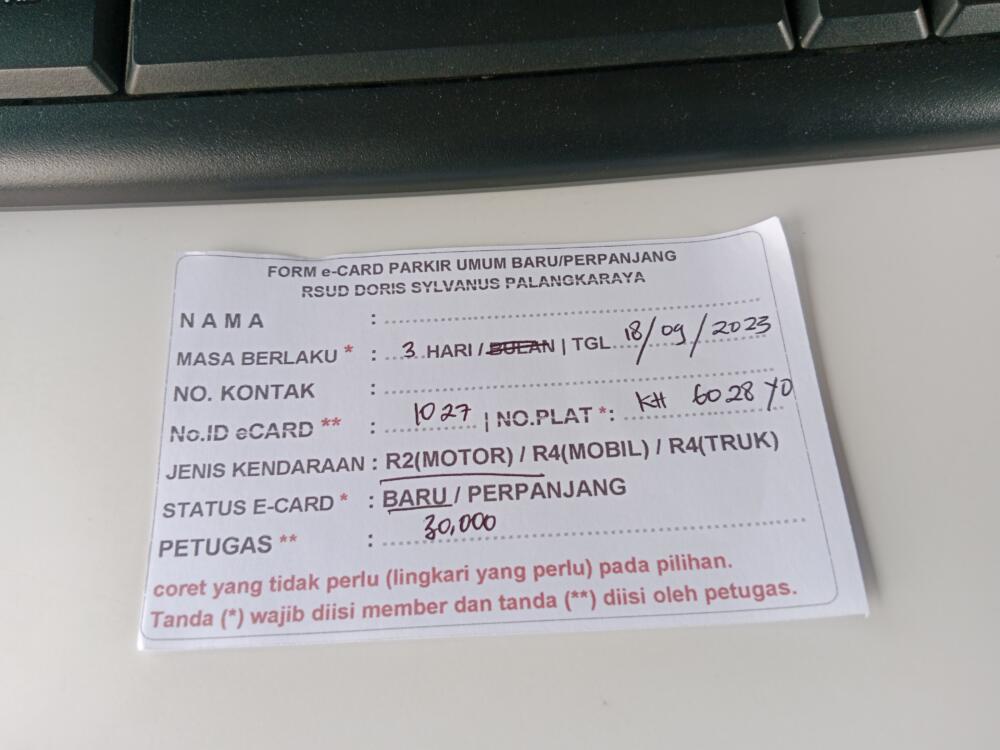 FORM e-CARD PARKIR UMUM BARU/PERPANJANG
RSUD DORIS SYLVANUS PALANGKARAYA
N A M A :
MASA BERLAKU * : 3 HARI / BULAN | TGL 18/09/2023
NO. KONTAK :
No.ID eCARD ** : 1027 | NO.PLAT *: KH 6028 YO
JENIS KENDARAAN : R2(MOTOR) / R4(MOBIL) / R4(TRUK)
STATUS E-CARD * : BARU / PERPANJANG
PETUGAS ** : 30,000
coret yang tidak perlu (lingkari yang perlu) pada pilihan.
Tanda (*) wajib diisi member dan tanda (**) diisi oleh petugas.